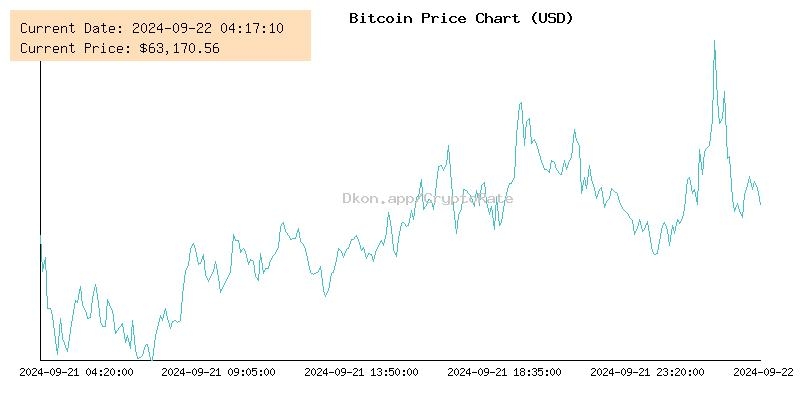 Bitcoin Price Chart (USD)
Current Date: 2024-09-22 04:17:10
Current Price: $63,170.56
Dkon.app/CryptoKate
2024-09-21 04:20:00 2024-09-21 09:05:00 2024-09-21 13:50:00 2024-09-21 18:35:00 2024-09-21 23:20:00 2024-09-22